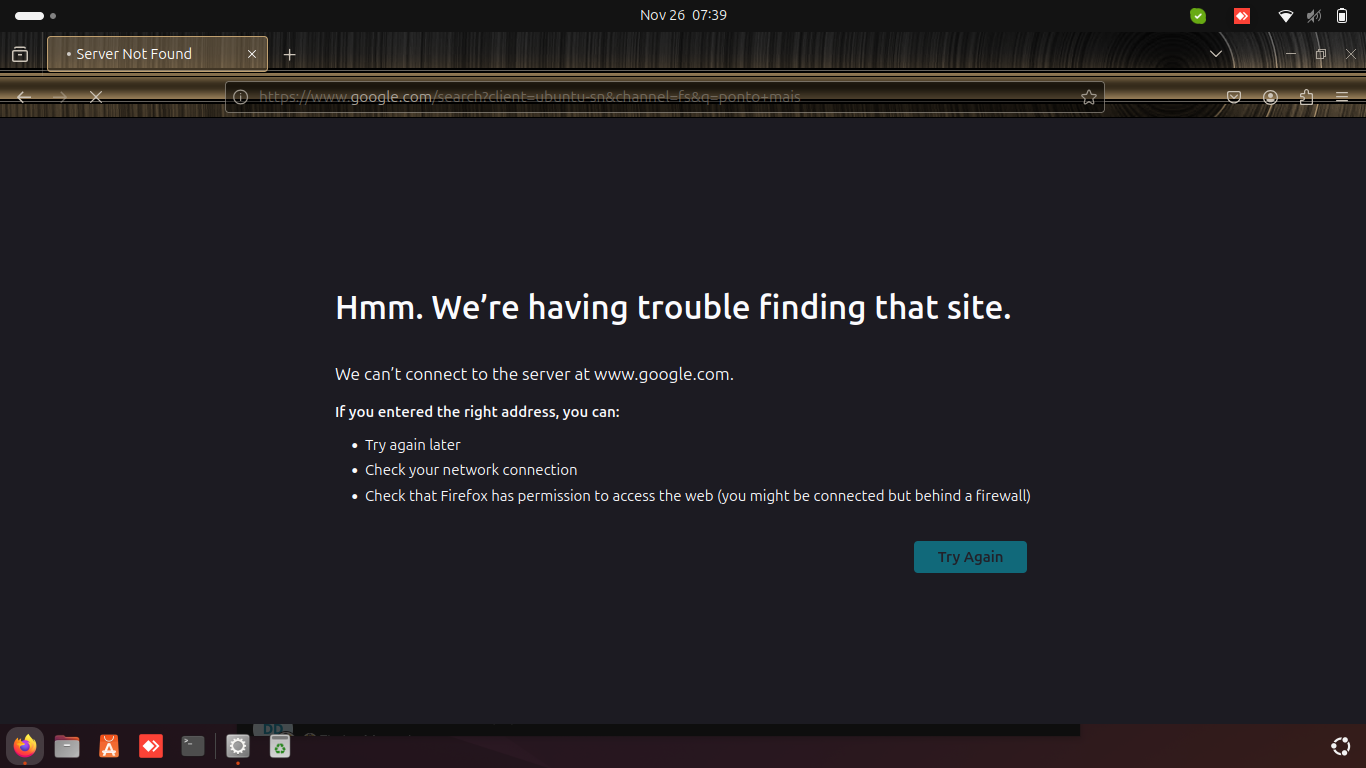 Nov 26 07:39
Server Not Found
https://www.google.com/search?client=ubuntu-sn&channel=fs&q=ponto+mais
Hmm. We’re having trouble finding that site.
We can’t connect to the server at www.google.com.
If you entered the right address, you can:
Try again later
Check your network connection
Check that Firefox has permission to access the web (you might be connected but behind a firewall)
Try Again
DD